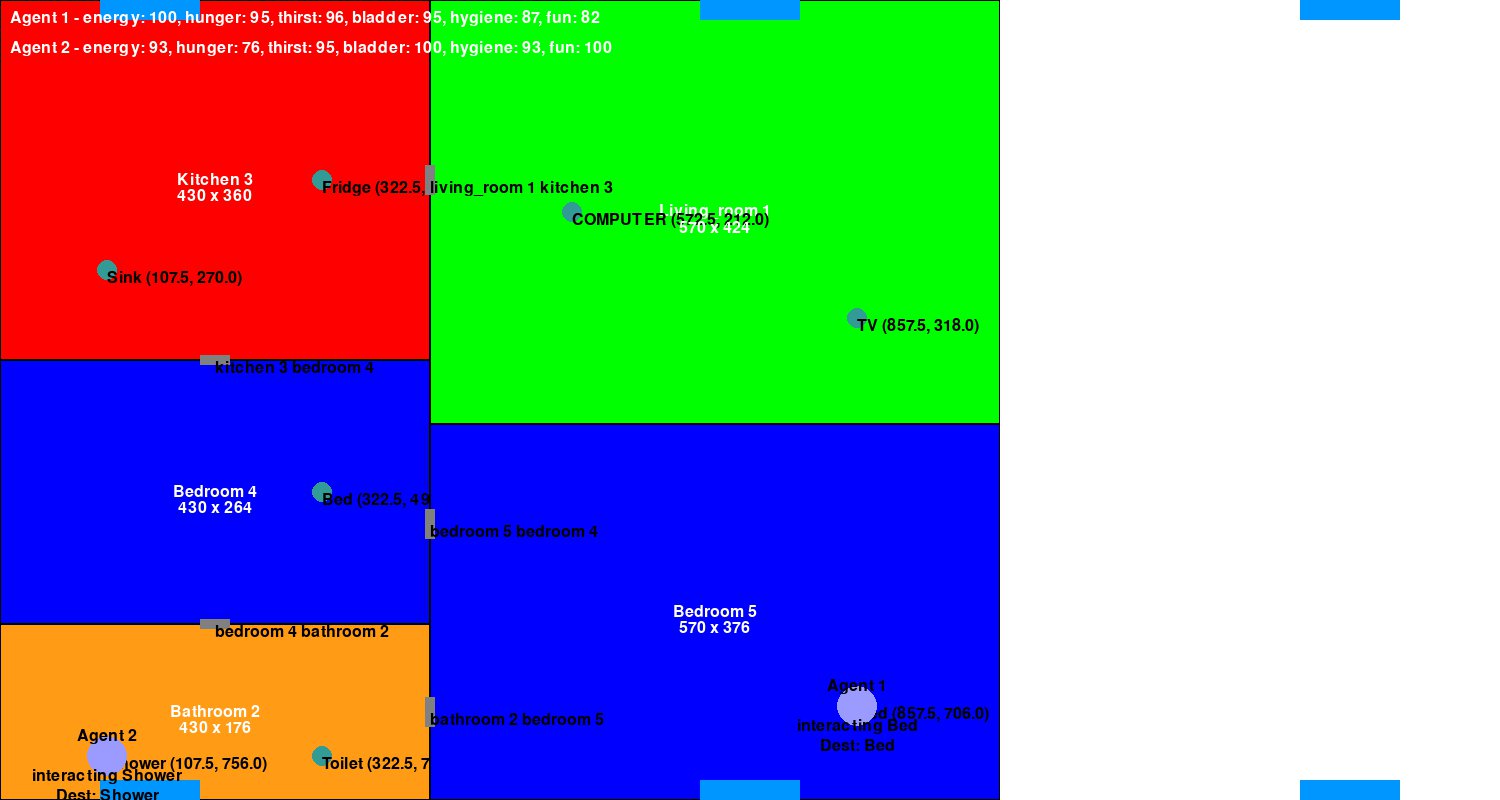 Agent 1 - energy: 100, hunger: 95, thirst: 96, bladder: 95, hygiene: 87, fun: 82
Agent 2 - energy: 93, hunger: 76, thirst: 95, bladder: 100, hygiene: 93, fun: 100
Kitchen 3
430 x 360
Fridge (322.5,
living_room 1 kitchen 3
Living_room 1
570 x 424
COMPUTER (572.5, 212.0)
Sink (107.5, 270.0)
TV (857.5, 318.0)
kitchen 3 bedroom 4
Bedroom 4
430 x 264
Bed (322.5, 49
bedroom 5 bedroom 4
Bedroom 5
570 x 376
bedroom 4 bathroom 2
Agent 1
d (857.5, 706.0)
interacting Bed
Dest: Bed
Bathroom 2
430 x 176
bathroom 2 bedroom 5
Agent 2
ower (107.5, 756.0)
Toilet (322.5, 7
interacting Shower
Dest: Shower